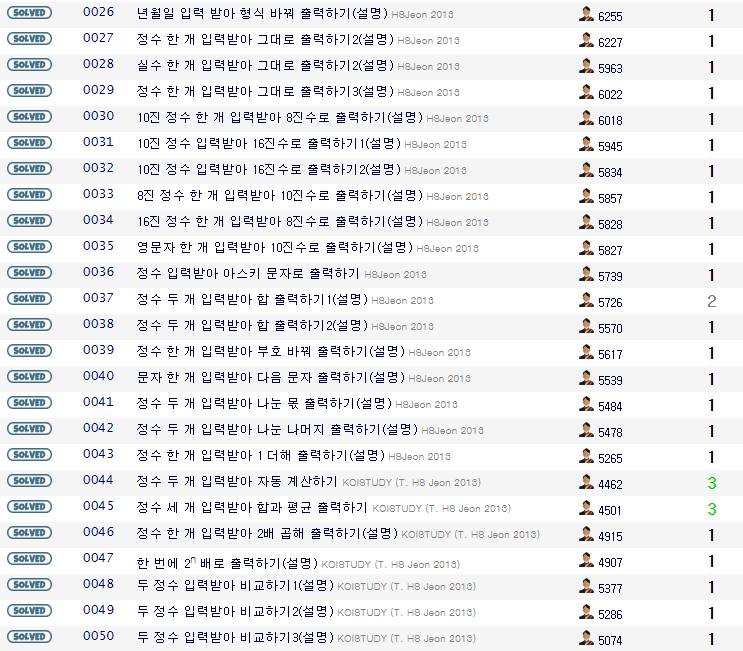 SOLVED 0026 년월일 입력 받아 형식 바꿔 출력하기(설명) H8Jeon 2013 6255 1
SOLVED 0027 정수 한 개 입력받아 그대로 출력하기2(설명) H8Jeon 2013 6227 1
SOLVED 0028 실수 한 개 입력받아 그대로 출력하기2(설명) H8Jeon 2013 5963 1
SOLVED 0029 정수 한 개 입력받아 그대로 출력하기3(설명) H8Jeon 2013 6022 1
SOLVED 0030 10진 정수 한 개 입력받아 8진수로 출력하기(설명) H8Jeon 2013 6018 1
SOLVED 0031 10진 정수 입력받아 16진수로 출력하기1(설명) H8Jeon 2013 5945 1
SOLVED 0032 10진 정수 입력받아 16진수로 출력하기2(설명) H8Jeon 2013 5834 1
SOLVED 0033 8진 정수 한 개 입력받아 10진수로 출력하기(설명) H8Jeon 2013 5857 1
SOLVED 0034 16진 정수 한 개 입력받아 8진수로 출력하기(설명) H8Jeon 2013 5828 1
SOLVED 0035 영문자 한 개 입력받아 10진수로 출력하기(설명) H8Jeon 2013 5827 1
SOLVED 0036 정수 입력받아 아스키 문자로 출력하기 H8Jeon 2013 5739 1
SOLVED 0037 정수 두 개 입력받아 합 출력하기1(설명) H8Jeon 2013 5726 2
SOLVED 0038 정수 두 개 입력받아 합 출력하기2(설명) H8Jeon 2013 5570 1
SOLVED 0039 정수 한 개 입력받아 부호 바꿔 출력하기(설명) H8Jeon 2013 5617 1
SOLVED 0040 문자 한 개 입력받아 다음 문자 출력하기(설명) H8Jeon 2013 5539 1
SOLVED 0041 정수 두 개 입력받아 나눈 몫 출력하기(설명) H8Jeon 2013 5484 1
SOLVED 0042 정수 두 개 입력받아 나눈 나머지 출력하기(설명) H8Jeon 2013 5478 1
SOLVED 0043 정수 한 개 입력받아 1 더해 출력하기(설명) H8Jeon 2013 5265 1
SOLVED 0044 정수 두 개 입력받아 자동 계산하기 KOISTUDY (T. H8 Jeon 2013) 4462 3
SOLVED 0045 정수 세 개 입력받아 합과 평균 출력하기 KOISTUDY (T. H8 Jeon 2013) 4501 3
SOLVED 0046 정수 한 개 입력받아 2배 곱해 출력하기(설명) KOISTUDY (T. H8 Jeon 2013) 4915 1
SOLVED 0047 한 번에 2ⁿ 배로 출력하기(설명) KOISTUDY (T. H8 Jeon 2013) 4907 1
SOLVED 0048 두 정수 입력받아 비교하기1(설명) KOISTUDY (T. H8 Jeon 2013) 5377 1
SOLVED 0049 두 정수 입력받아 비교하기2(설명) KOISTUDY (T. H8 Jeon 2013) 5286 1
SOLVED 0050 두 정수 입력받아 비교하기3(설명) KOISTUDY (T. H8 Jeon 2013) 5074 1